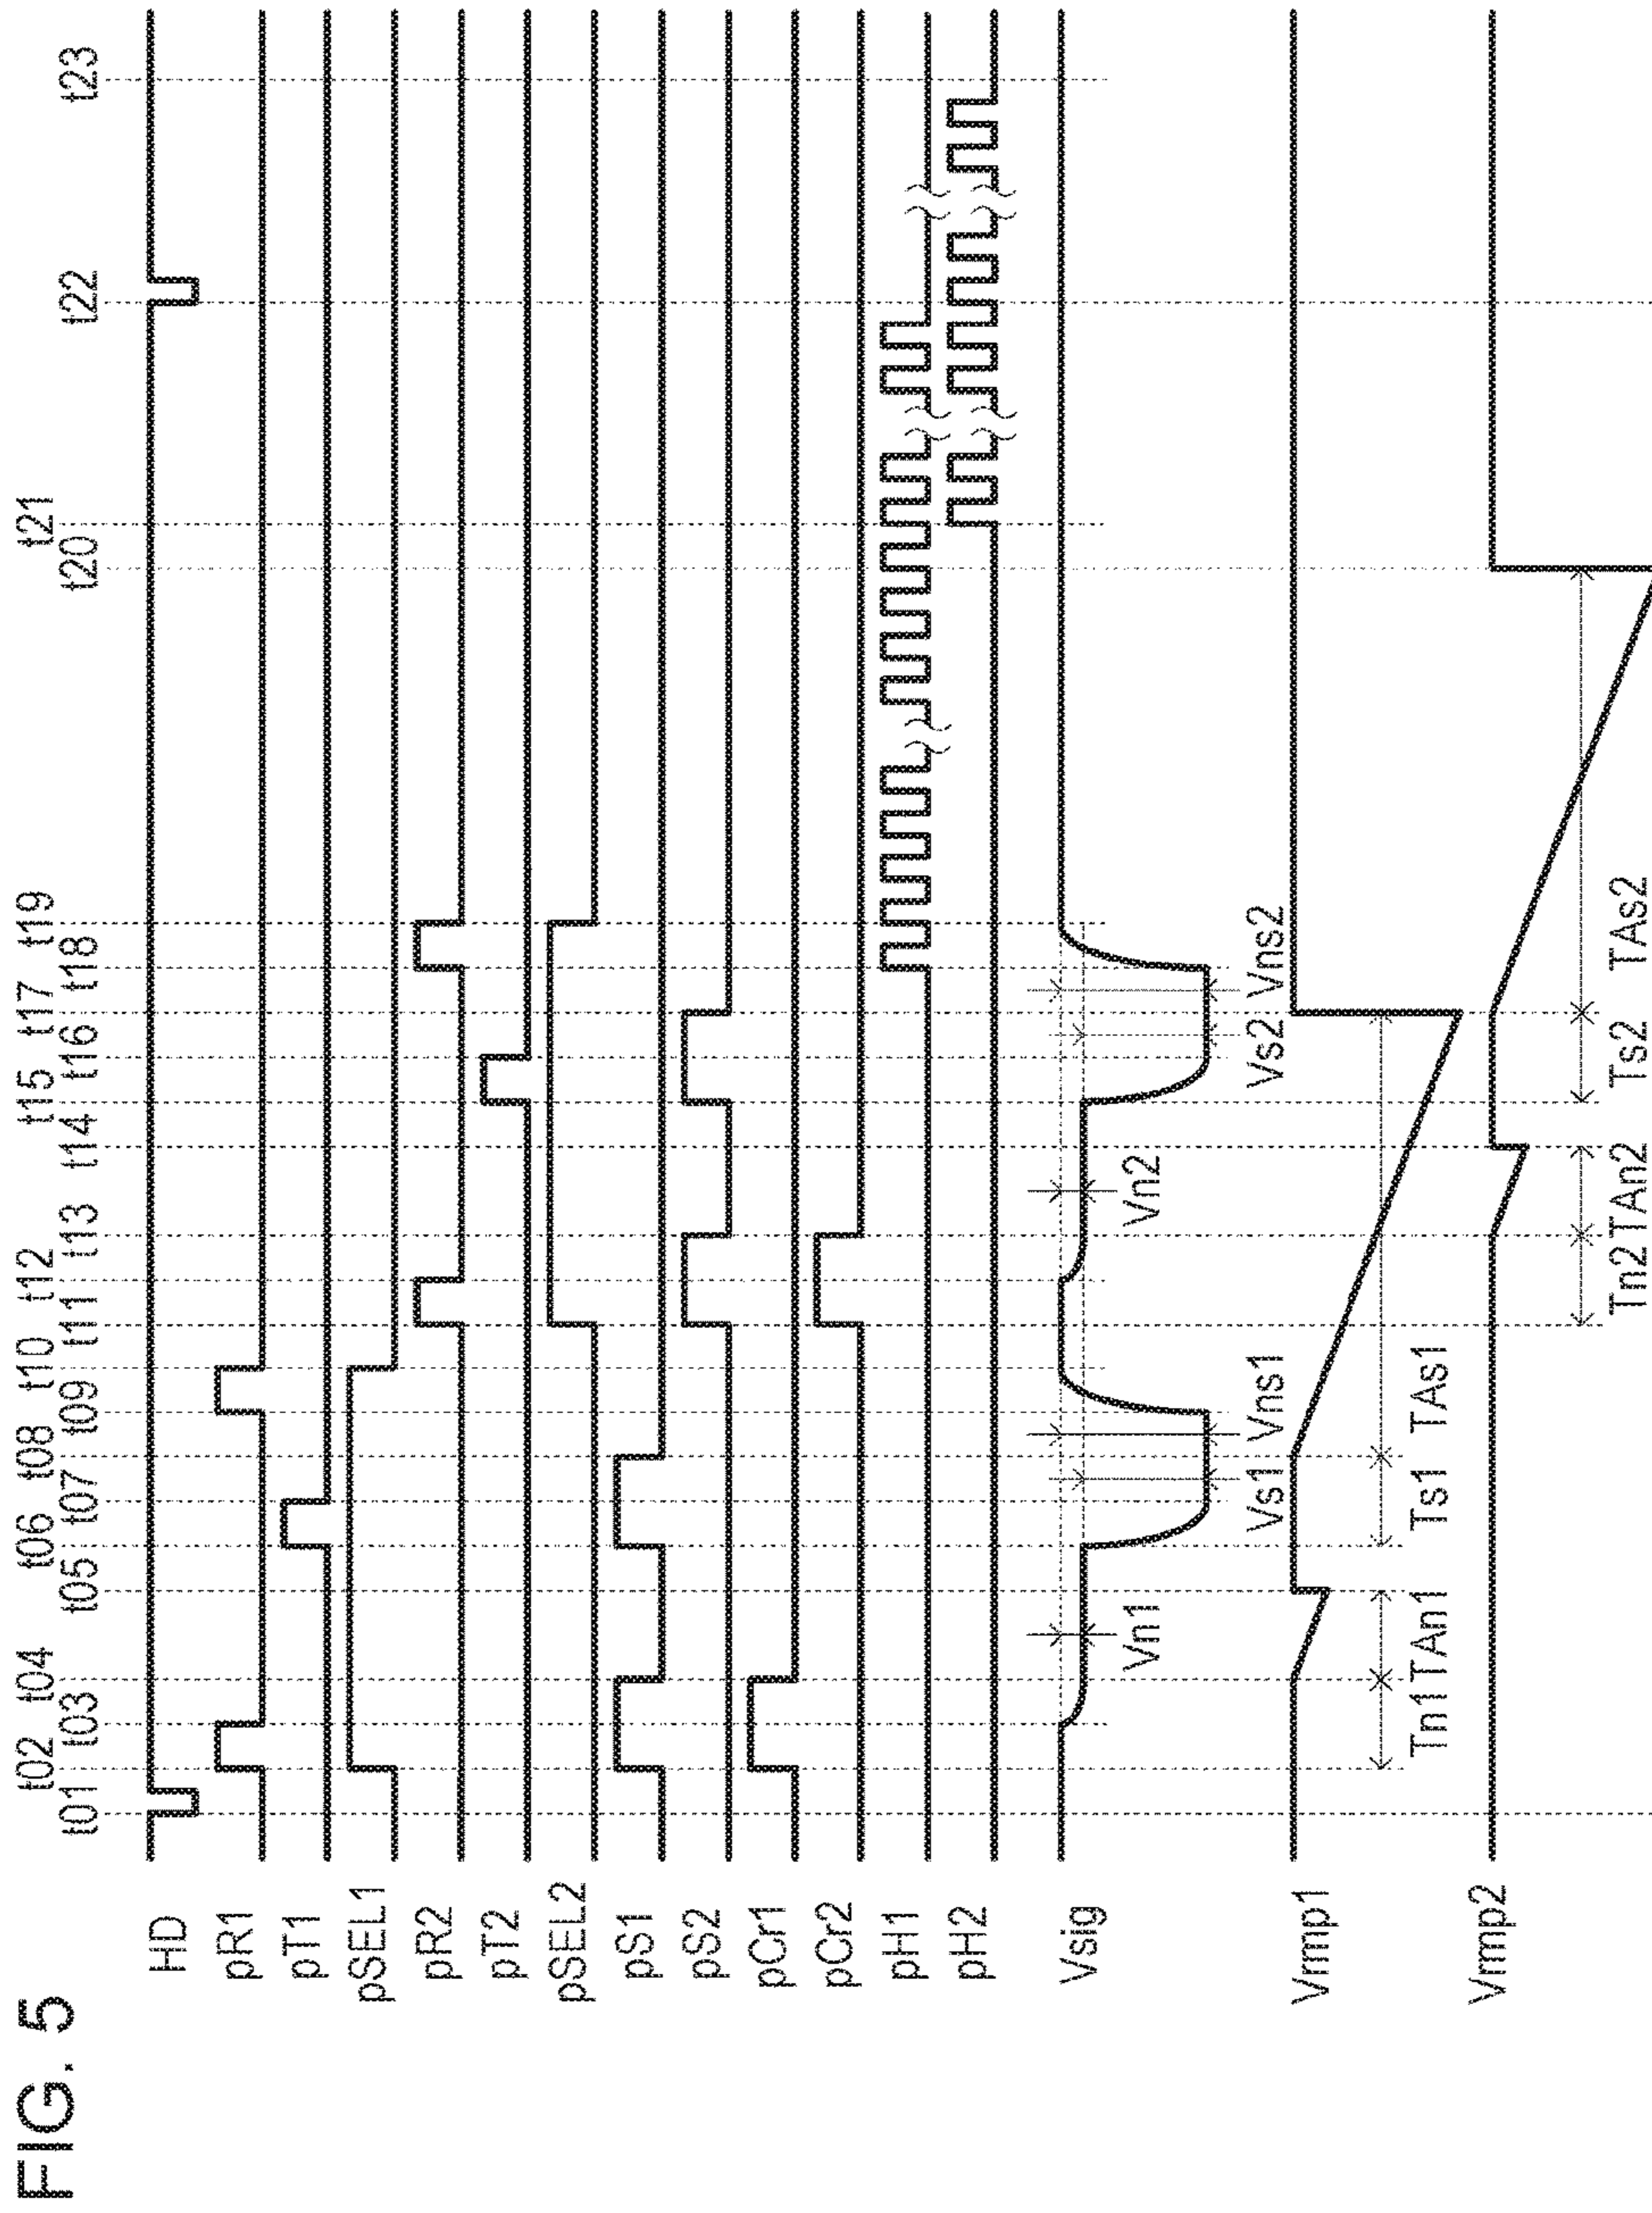 FIG. 5
t02 t04 t06 t08 t10 t12 t15 t17 t19 t21
t01 t03 t05 t07 t09 t11 t13 t14 t16 t18 t20 t22 t23
HD
pR1
pT1
pSEL1
pR2
pT2
pSEL2
pS1
pS2
pCr1
pCr2
pH1
pH2
Vsig
Vn1 Vn2
Vs1 Vns1 Vs2 Vns2
Vrmp1
Tn1 TAn1 Ts1 TAs1
Vrmp2
Tn2 TAn2 Ts2 TAs2